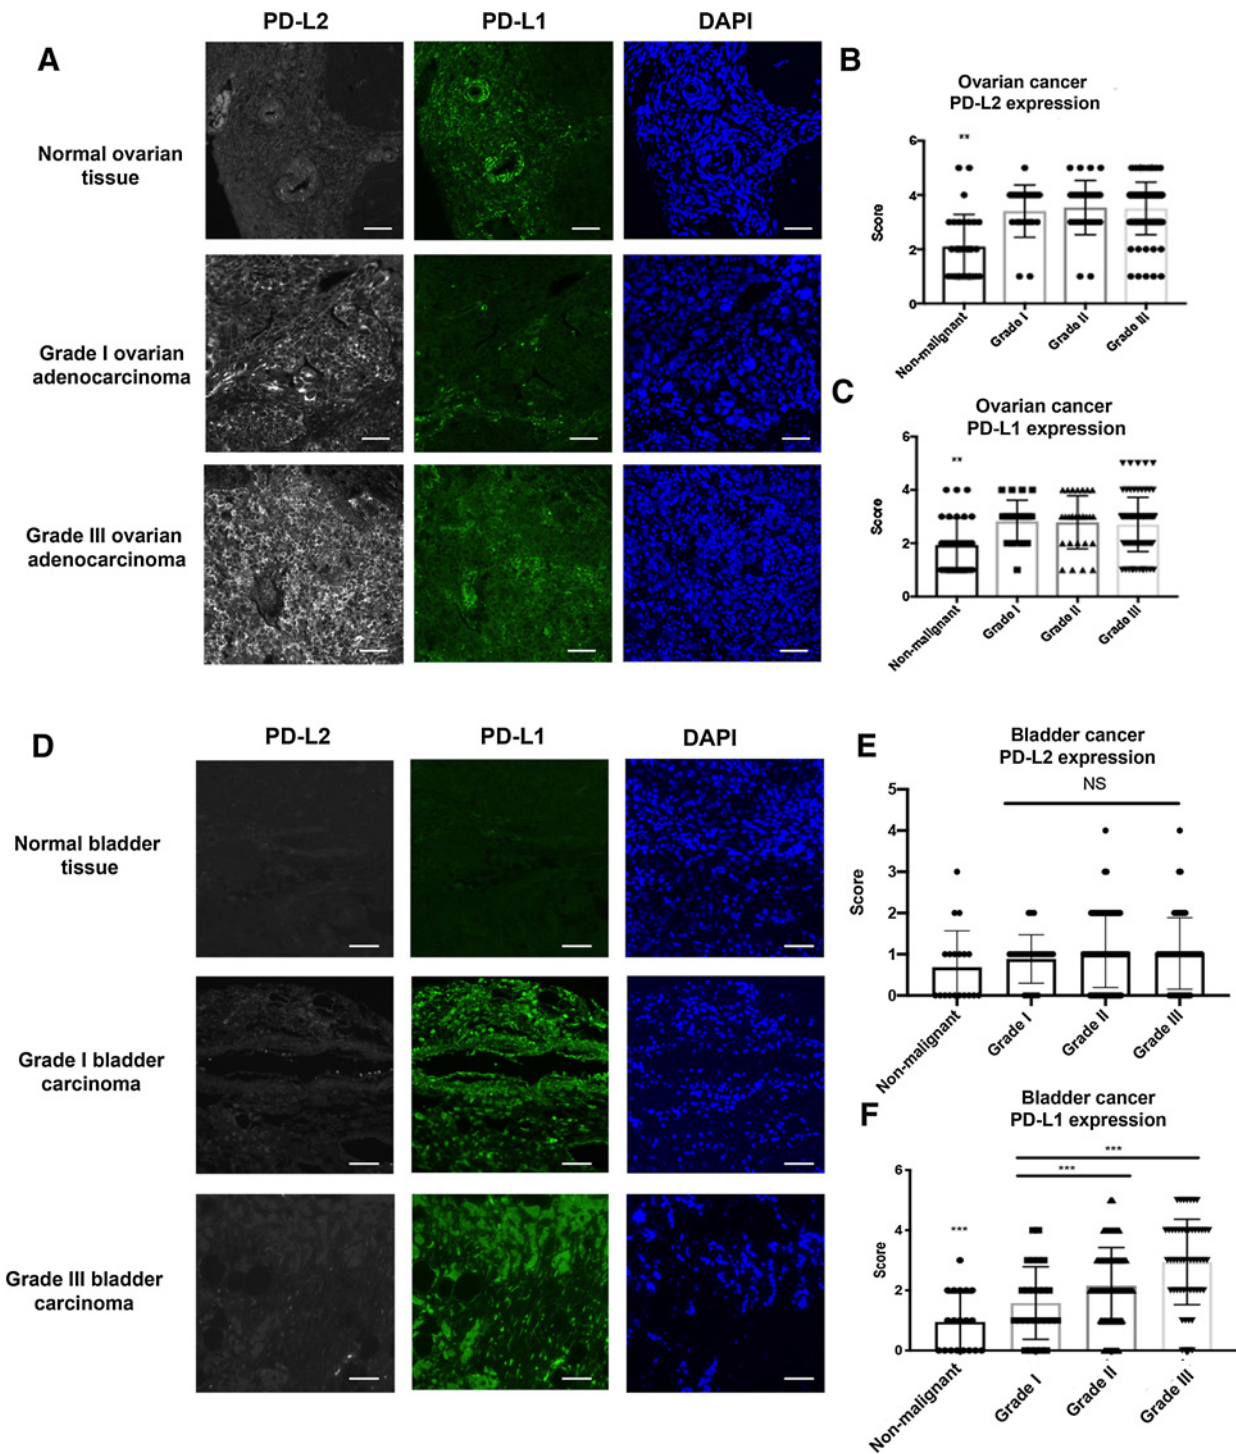 A
PD-L2 PD-L1 DAPI
Normal ovarian
tissue
Grade I ovarian
adenocarcinoma
Grade III ovarian
adenocarcinoma
B
Ovarian cancer
PD-L2 expression
**
6
4
2
0
Score
Non-malignant
Grade I
Grade II
Grade III
C
Ovarian cancer
PD-L1 expression
**
6
4
2
0
Score
Non-malignant
Grade I
Grade II
Grade III
D
PD-L2 PD-L1 DAPI
Normal bladder
tissue
Grade I bladder
carcinoma
Grade III bladder
carcinoma
E
Bladder cancer
PD-L2 expression
NS
5
4
3
2
1
0
Score
Non-malignant
Grade I
Grade II
Grade III
F
Bladder cancer
PD-L1 expression
***
***
***
6
4
2
0
Score
Non-malignant
Grade I
Grade II
Grade III